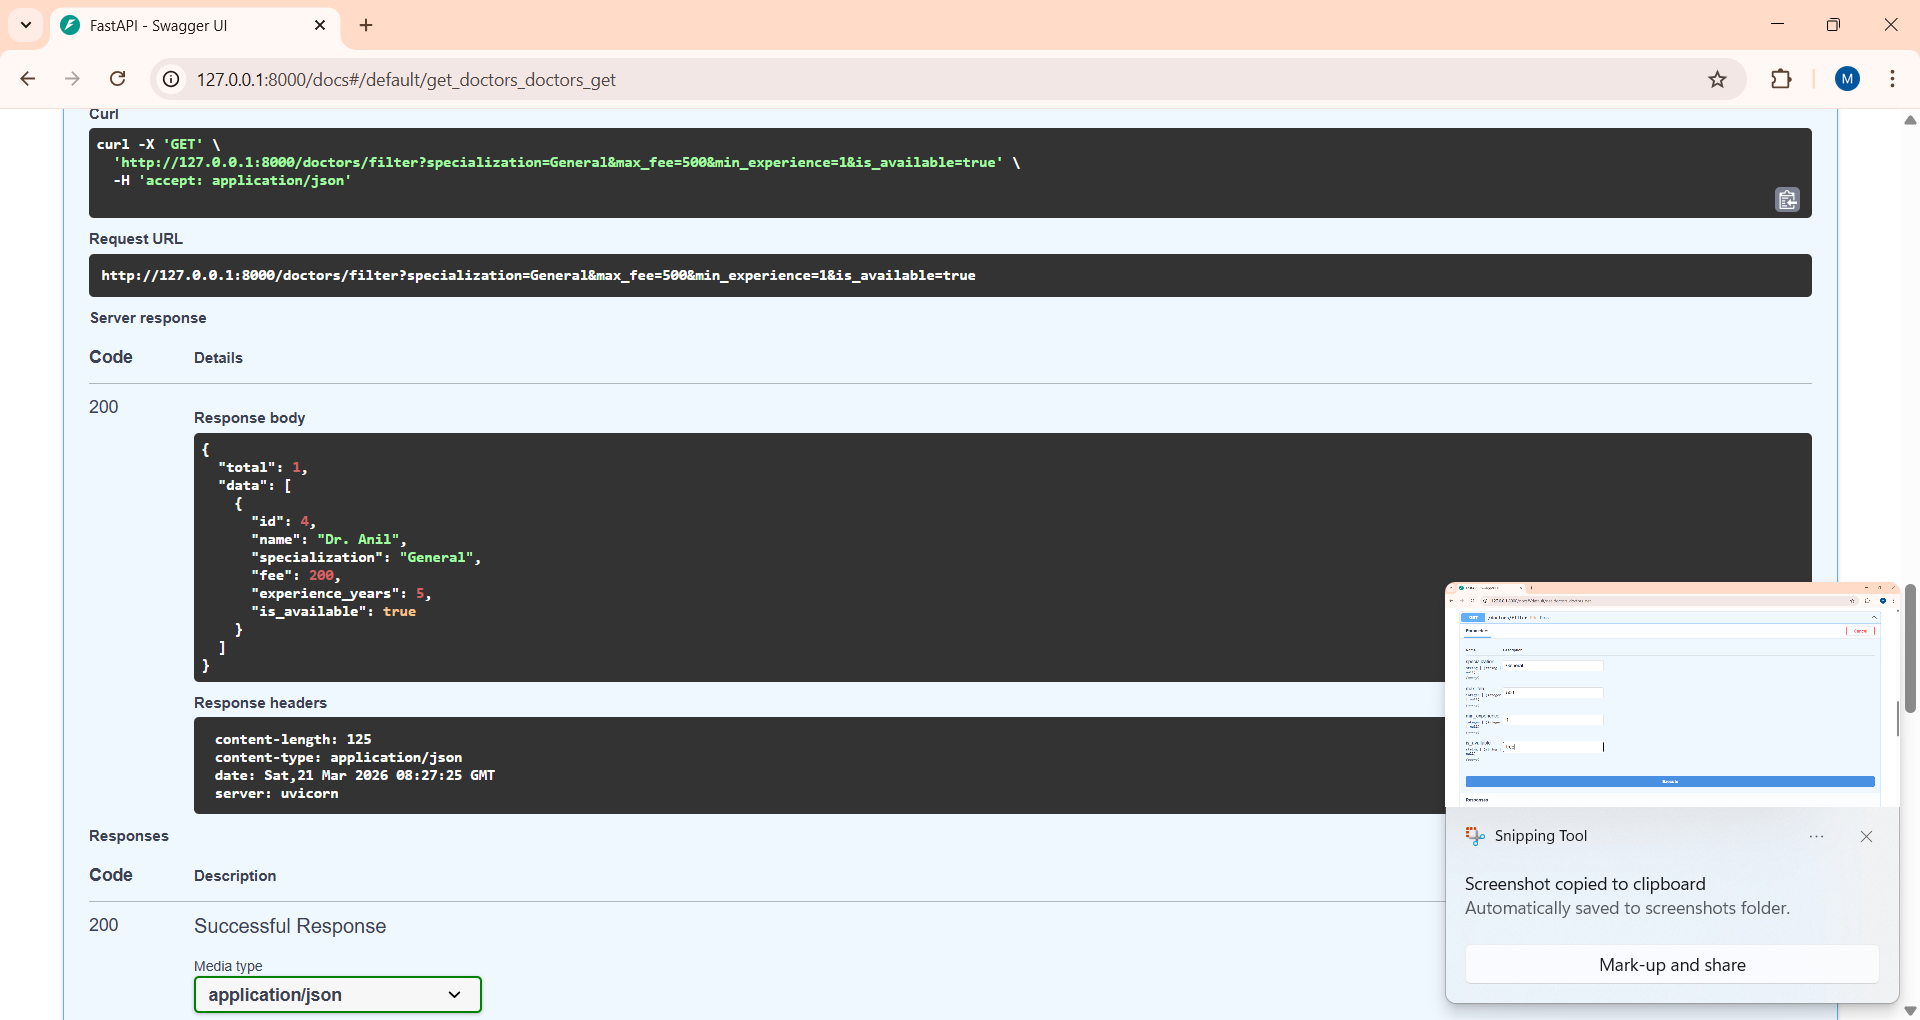 FastAPI - Swagger UI
127.0.0.1:8000/docs#/default/get_doctors_doctors_get
M
Curl
curl -X 'GET' \
'http://127.0.0.1:8000/doctors/filter?specialization=General&max_fee=500&min_experience=1&is_available=true' \
-H 'accept: application/json'
Request URL
http://127.0.0.1:8000/doctors/filter?specialization=General&max_fee=500&min_experience=1&is_available=true
Server response
Code Details
200
Response body
{
"total": 1,
"data": [
{
"id": 4,
"name": "Dr. Anil",
"specialization": "General",
"fee": 200,
"experience_years": 5,
"is_available": true
}
]
}
Response headers
content-length: 125
content-type: application/json
date: Sat,21 Mar 2026 08:27:25 GMT
server: uvicorn
Responses
Code Description
200 Successful Response
Media type
application/json
GET
Cancel
Execute
Responses
Snipping Tool
Screenshot copied to clipboard
Automatically saved to screenshots folder.
Mark-up and share